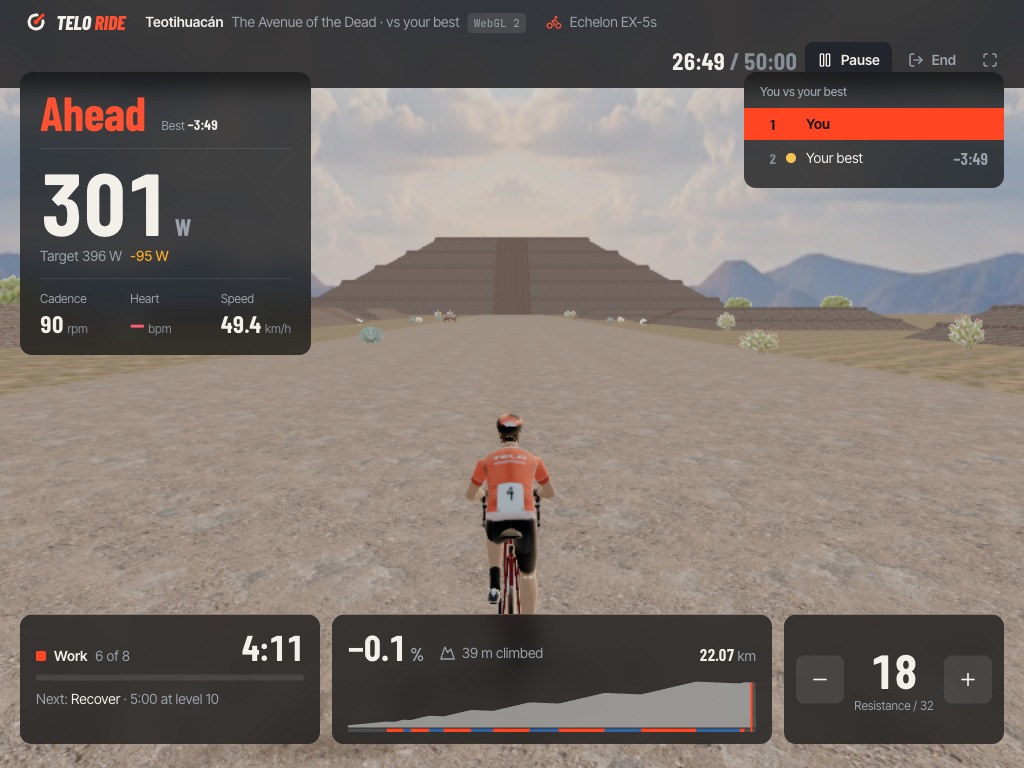 TELO RIDE Teotihuacán The Avenue of the Dead · vs your best WebGL 2 Echelon EX-5s
26:49 / 50:00 Pause End
Ahead Best −3:49
301 W
Target 396 W -95 W
Cadence Heart Speed
90 rpm — bpm 49.4 km/h
You vs your best
1 You
2 Your best −3:49
TELO
4
Work 6 of 8 4:11
Next: Recover · 5:00 at level 10
−0.1 % 39 m climbed 22.07 km
− 18 +
Resistance / 32